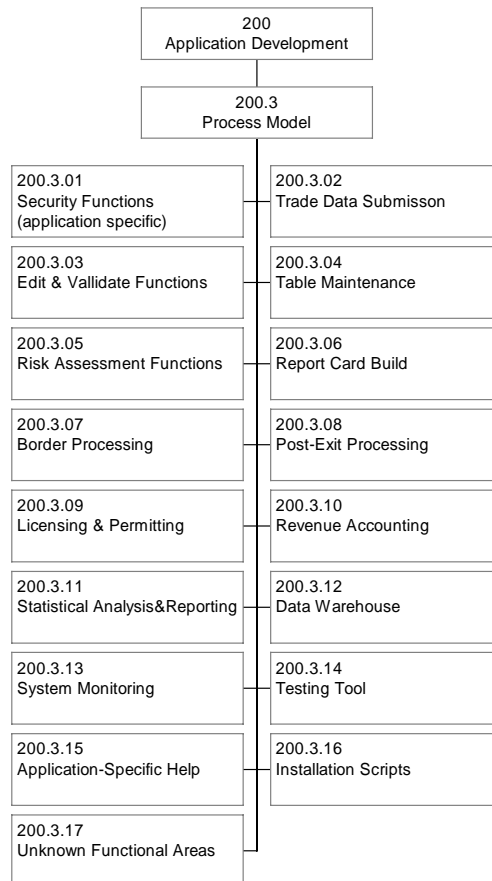 200
Application Development
200.3
Process Model
200.3.01
Security Functions
(application specific)
200.3.02
Trade Data Submisson
200.3.03
Edit & Vallidate Functions
200.3.04
Table Maintenance
200.3.05
Risk Assessment Functions
200.3.06
Report Card Build
200.3.07
Border Processing
200.3.08
Post-Exit Processing
200.3.09
Licensing & Permitting
200.3.10
Revenue Accounting
200.3.11
Statistical Analysis&Reporting
200.3.12
Data Warehouse
200.3.13
System Monitoring
200.3.14
Testing Tool
200.3.15
Application-Specific Help
200.3.16
Installation Scripts
200.3.17
Unknown Functional Areas